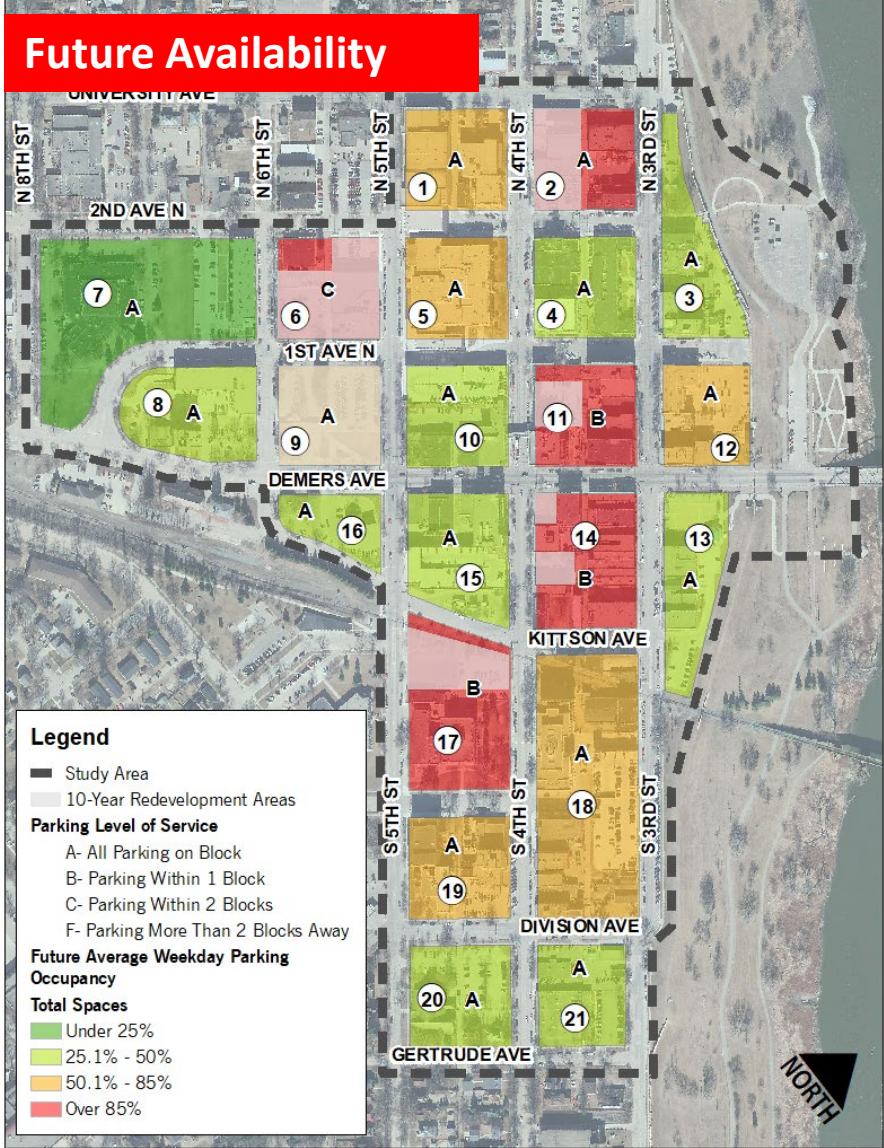 Future Availability
UNIVERSITY AVE
N 8TH ST
N 6TH ST
N 5TH ST
N 4TH ST
N 3RD ST
A
1
A
2
2ND AVE N
7
A
C
6
A
5
A
4
A
3
1ST AVE N
8
A
A
9
A
10
11
B
A
12
DEMERS AVE
A
16
A
15
14
B
13
A
KITTSON AVE
B
17
A
18
S 5TH ST
S 4TH ST
S 3RD ST
A
19
DIVISION AVE
20
A
A
21
GERTRUDE AVE
NORTH
Legend
Study Area
10-Year Redevelopment Areas
Parking Level of Service
A- All Parking on Block
B- Parking Within 1 Block
C- Parking Within 2 Blocks
F- Parking More Than 2 Blocks Away
Future Average Weekday Parking
Occupancy
Total Spaces
Under 25%
25.1% - 50%
50.1% - 85%
Over 85%